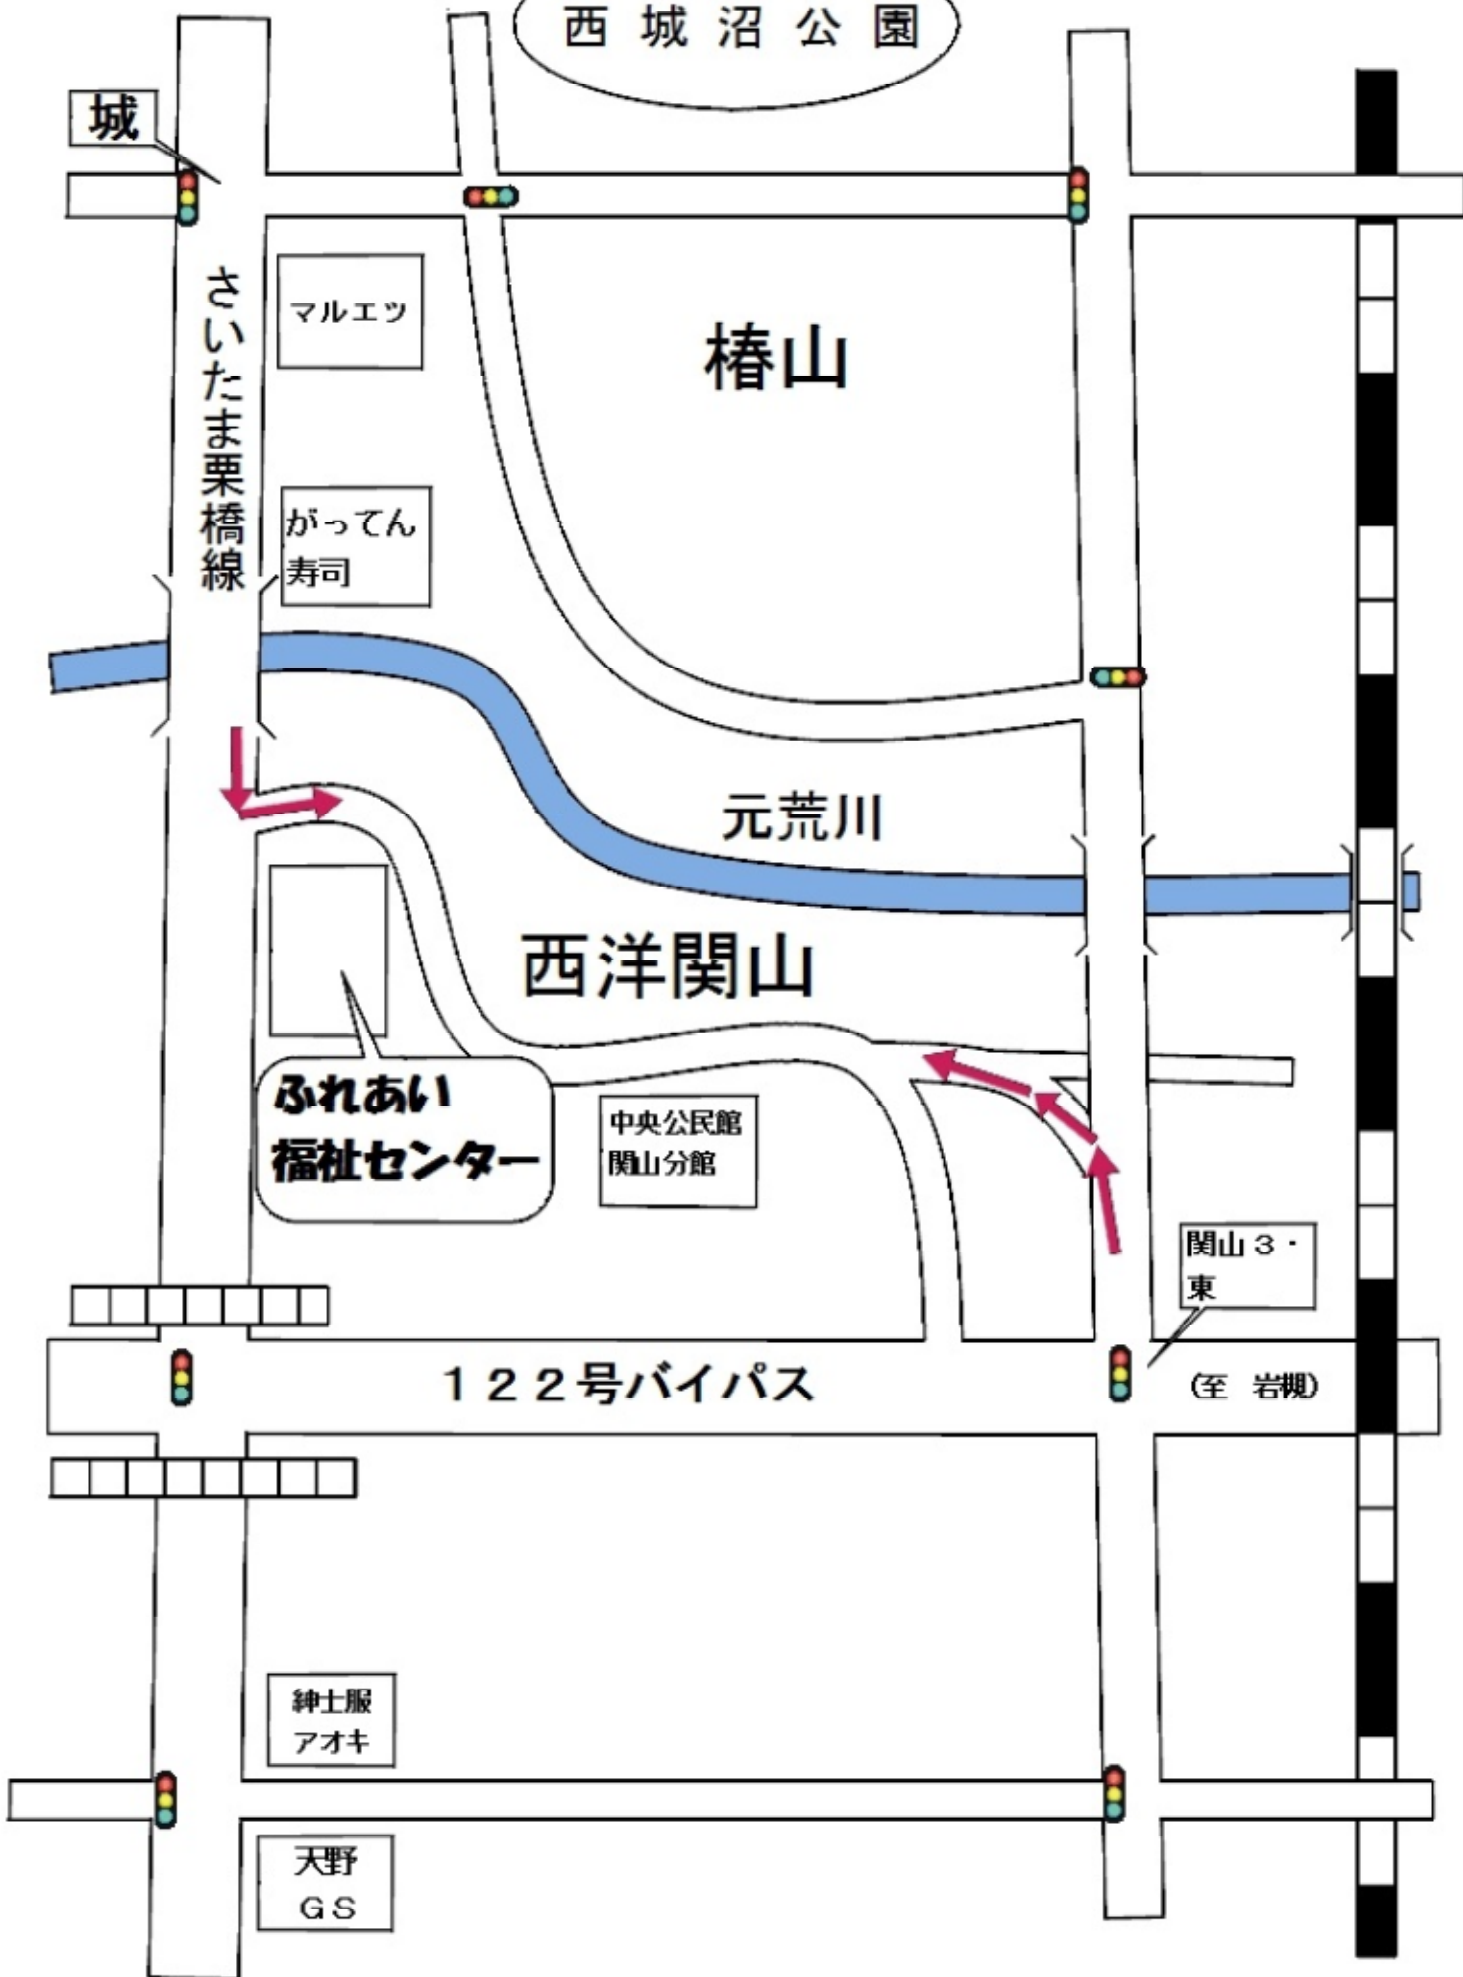 西城沼公園
城
さいたま栗橋線
マルエツ
椿山
がってん
寿司
元荒川
西洋関山
ふれあい
福祉センター
中央公民館
関山分館
関山３・
東
１２２号バイパス
（至　岩槻）
紳士服
アオキ
天野
ＧＳ